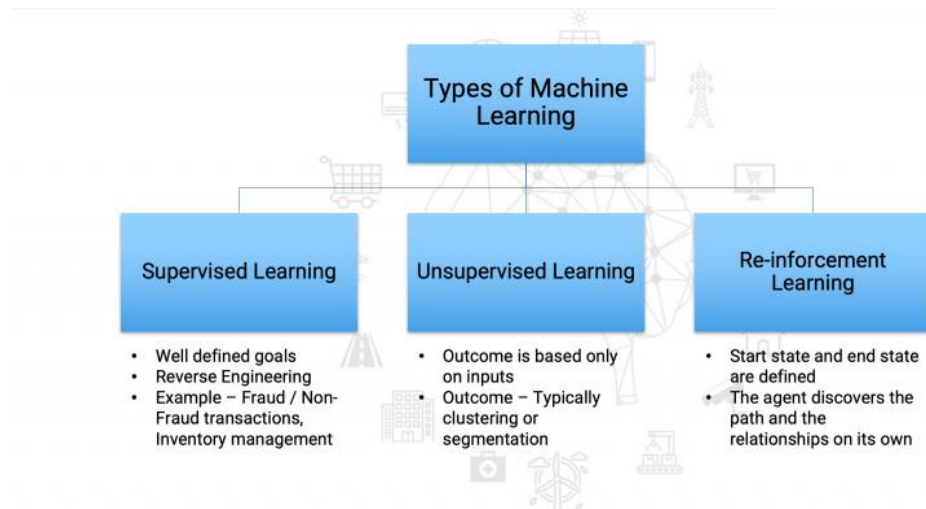 Types of Machine
Learning
Supervised Learning
Unsupervised Learning
Re-inforcement
Learning
• Well defined goals
• Reverse Engineering
• Example – Fraud / Non-
Fraud transactions,
Inventory management
• Outcome is based only
on inputs
• Outcome – Typically
clustering or
segmentation
• Start state and end state
are defined
• The agent discovers the
path and the
relationships on its own